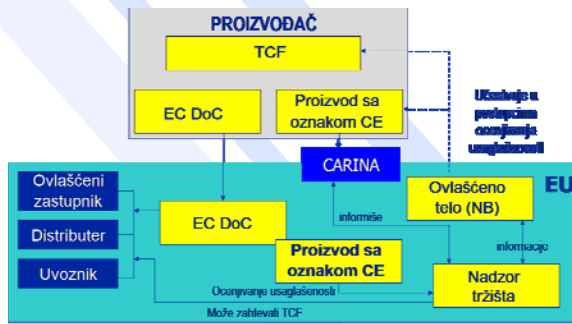 PROIZVOĐAČ
TCF
EC DoC
Proizvod sa
oznakom CE
Učestvuje u
postupcima
ocenjivanja
usaglašenosti
CARINA
EU
Ovlašćeni
zastupnik
Distributer
Uvoznik
EC DoC
Proizvod sa
oznakom CE
Ovlašćeno
telo (NB)
informiše
informacije
Nadzor
tržišta
Ocenjivanje usaglašenosti
Može zahtevati TCF